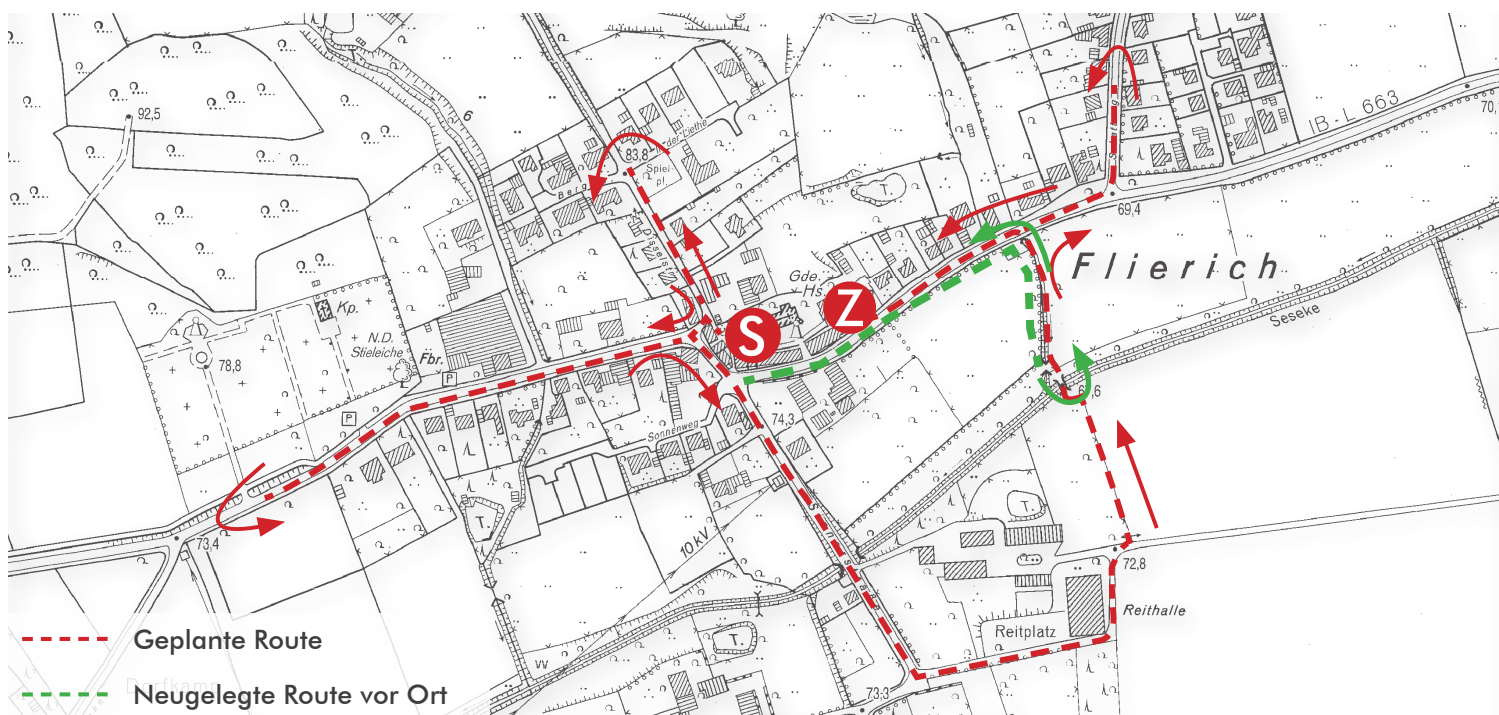 6
IB - L 663
92,5
70,
83,8
Spiel-
pl.
Berg
T.
69,4
Flierich
Gde.
Hs.
Z
Kp.
N.D.
Stieleiche
Fbr.
S
Seseke
78,8
P
P
Sonnenweg
74,3
T.
T.
10 kV
73,4
72,8
Reithalle
Reitplatz
T.
Geplante Route
Neugelegte Route vor Ort
73,3